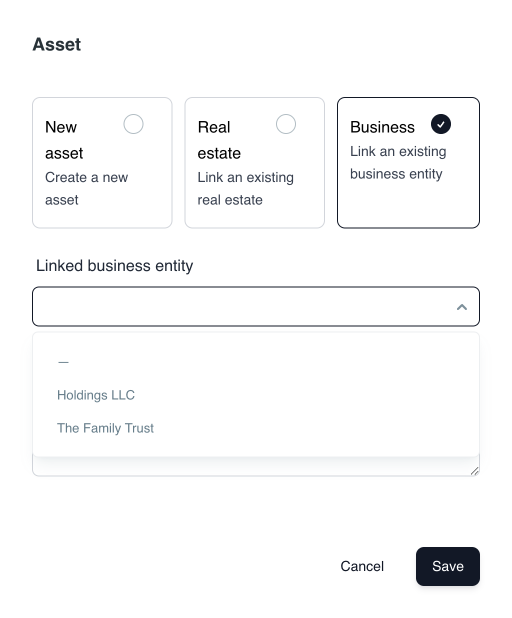 Asset
New
asset
Create a new
asset
Real
estate
Link an existing
real estate
Business
Link an existing
business entity
Linked business entity
—
Holdings LLC
The Family Trust
Cancel
Save